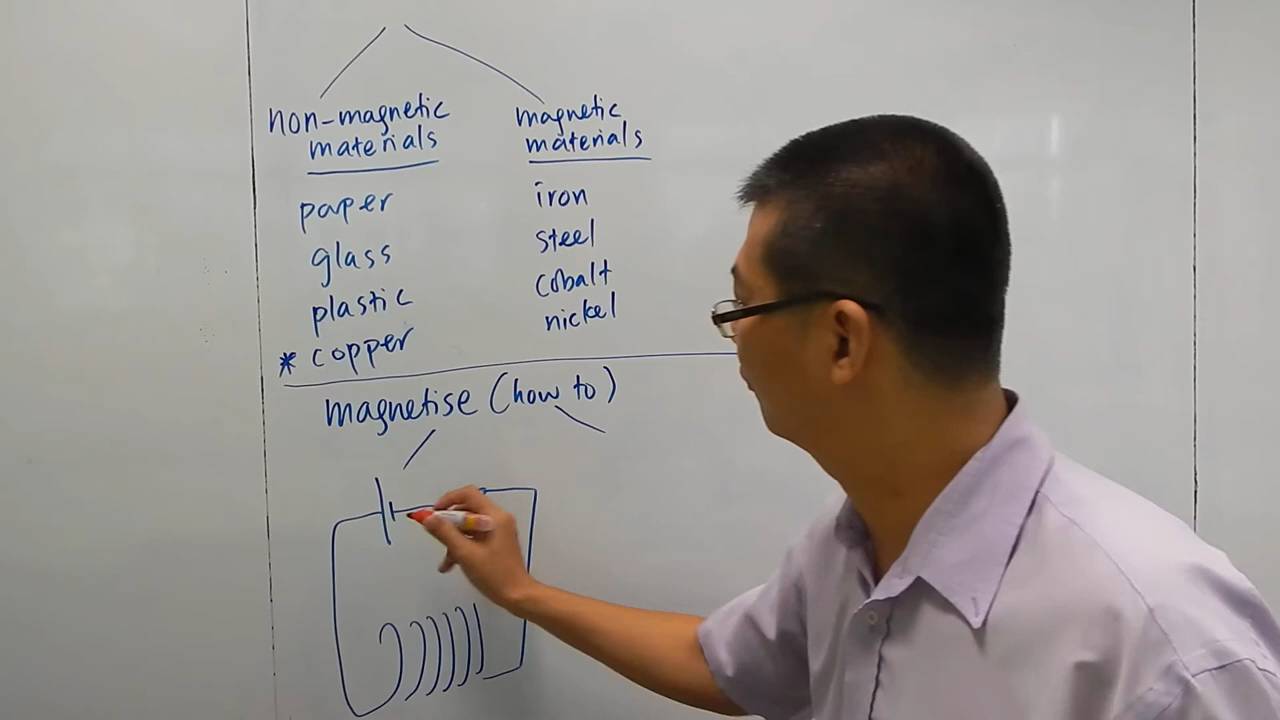 non-magnetic
materials
paper
glass
plastic
* copper
magnetic
materials
iron
steel
cobalt
nickel
magnetise (how to)